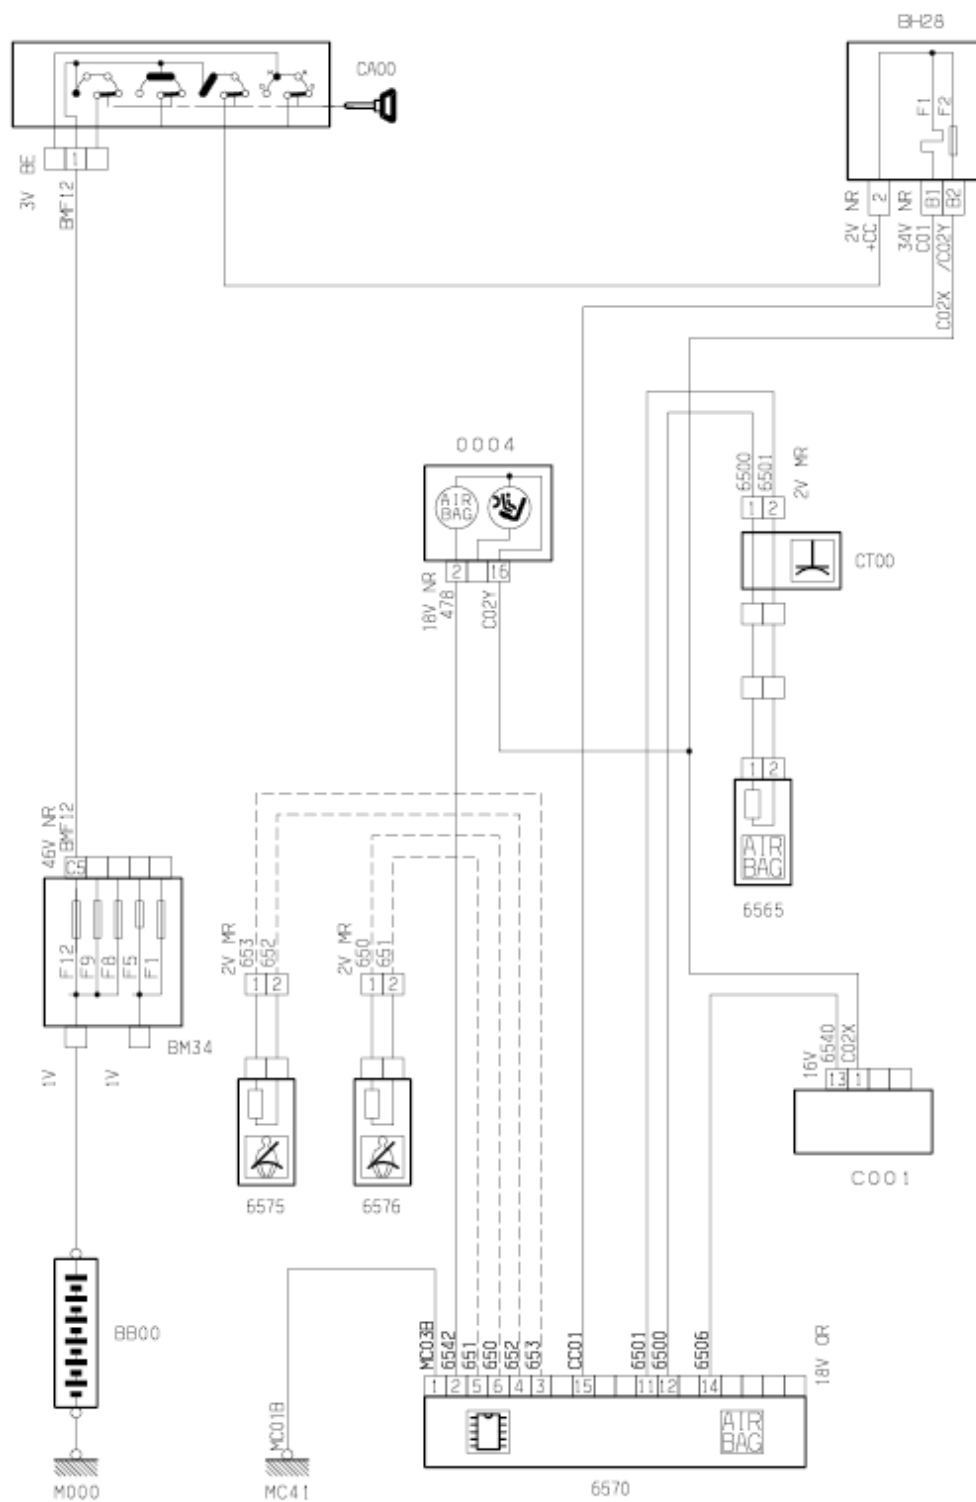 BH28
CA00
F1
F2
1
3V BE
BMF12
2
B1
B2
2V NR
+CC
34V NR
C01
/C02Y
C02X
0004
AIR BAG
2
16
18V NR
478
C02Y
6500
6501
2V MR
1
2
CT00
1
2
AIR
BAG
6565
46V NR
BMF12
C5
F12
F9
F8
F5
F1
BM34
1V
1V
2V MR
653
652
1
2
6575
2V MR
650
651
1
2
6576
16V
6540
C02X
13
1
C001
BB00
M000
MC01B
MC41
MC03B
6542
651
650
652
653
CC01
6501
6500
6506
18V OR
1
2
5
6
4
3
15
11
12
14
AIR
BAG
6570